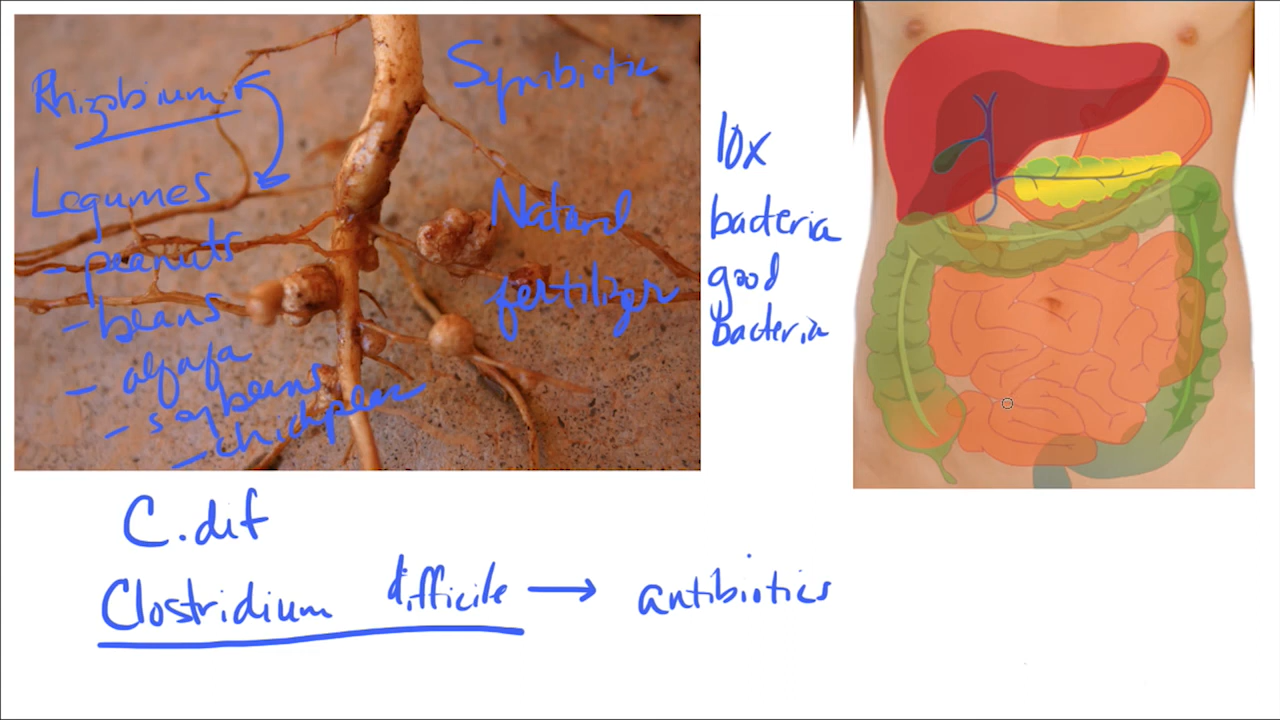 Rhizobium
Symbiotic
Legumes
- peanuts
- beans
- alfafa
- soybeans
- chickpeas
Natural
fertilizer
10x
bacteria
good
bacteria
C. dif
Clostridium difficile → antibiotics